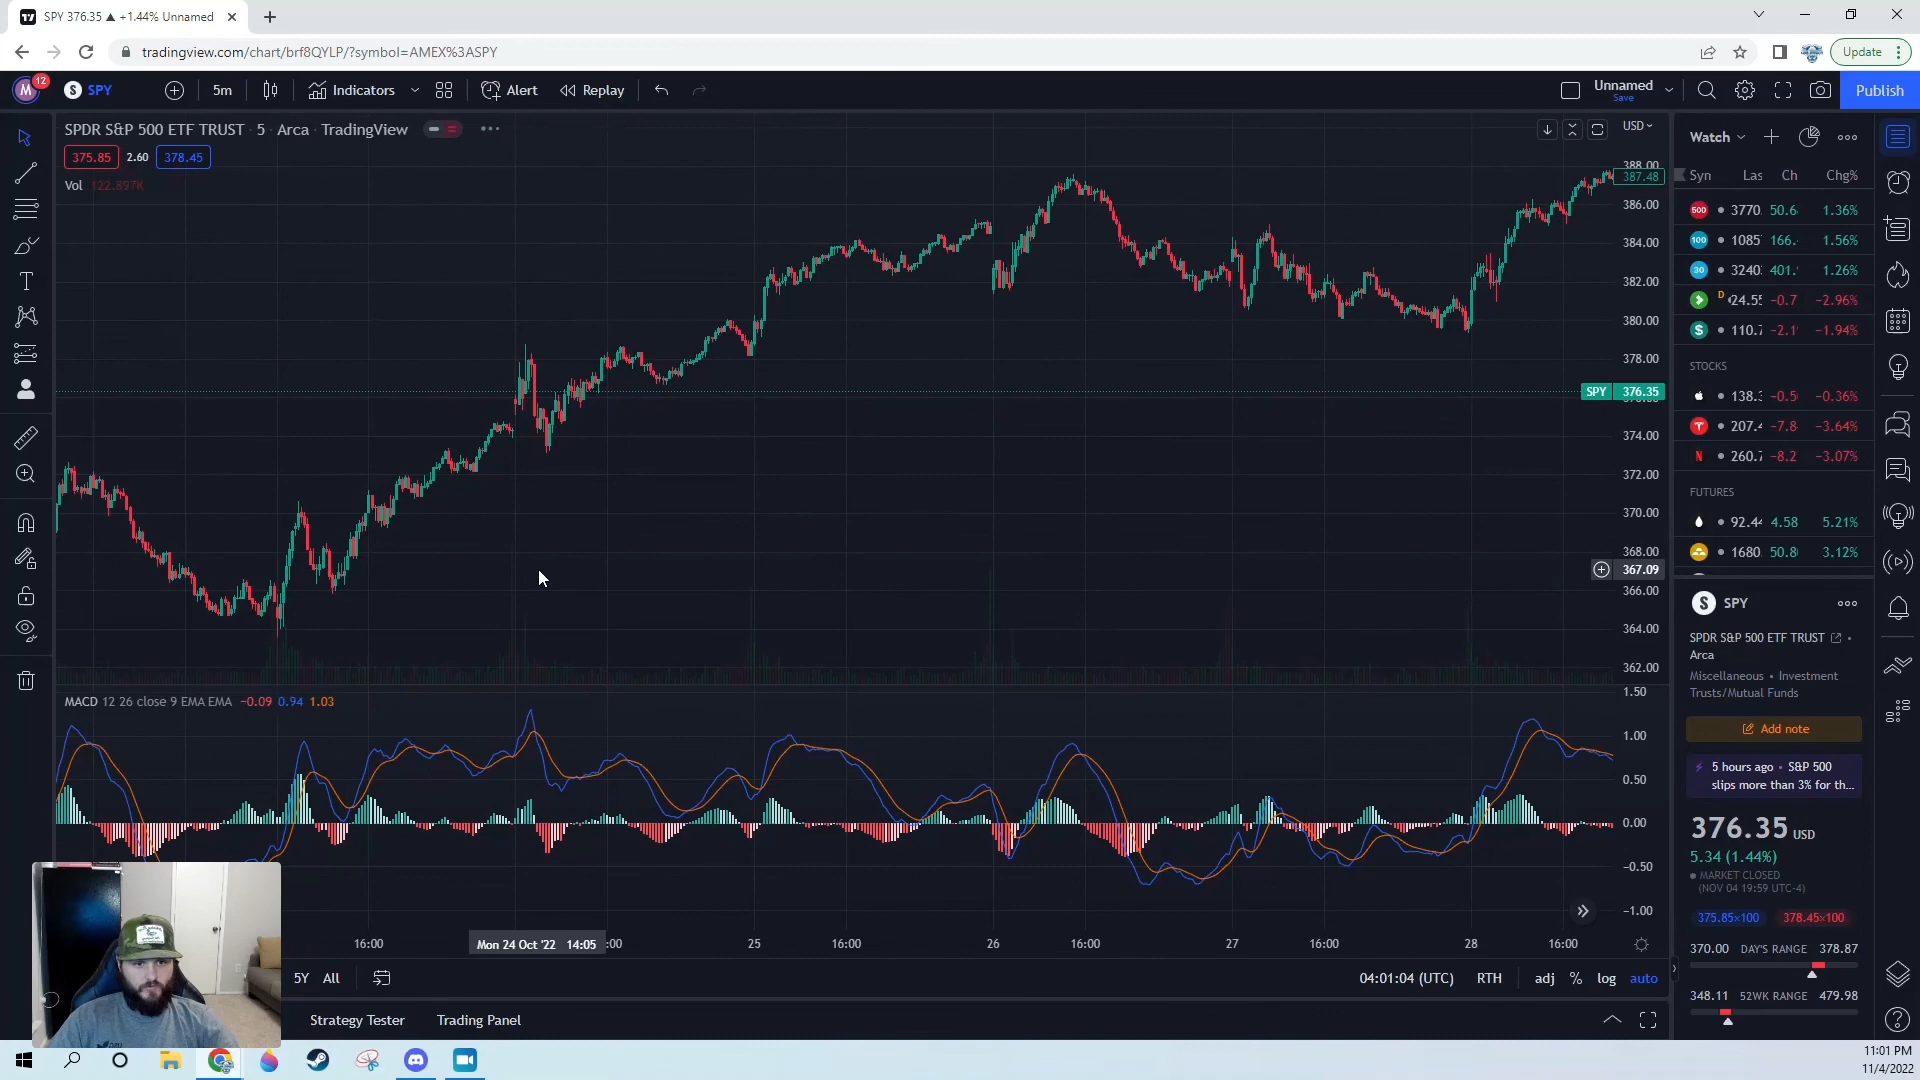 SPY 376.35 ▲ +1.44% Unnamed
tradingview.com/chart/brf8QYLP/?symbol=AMEX%3ASPY
Update
M 12
S SPY
5m
Indicators
Alert
Replay
Unnamed
Save
Publish
SPDR S&P 500 ETF TRUST · 5 · Arca · TradingView
375.85 2.60 378.45
Vol 122.897K
USD
388.00
387.48
386.00
384.00
382.00
380.00
378.00
SPY 376.35
374.00
372.00
370.00
368.00
367.09
366.00
364.00
362.00
MACD 12 26 close 9 EMA EMA −0.09 0.94 1.03
1.50
1.00
0.50
0.00
−0.50
−1.00
16:00
Mon 24 Oct '22 14:05
:00
25
16:00
26
16:00
27
16:00
28
16:00
5Y All
04:01:04 (UTC) RTH adj % log auto
Strategy Tester Trading Panel
Watch
Syn Las Ch Chg%
500 3770. 50.6 1.36%
100 1085 166. 1.56%
30 3240 401. 1.26%
D 24.55 −0.7 −2.96%
S 110.7 −2.1 −1.94%
STOCKS
138.3 −0.5 −0.36%
T 207.4 −7.8 −3.64%
N 260.7 −8.2 −3.07%
FUTURES
92.44 4.58 5.21%
1680. 50.8 3.12%
S SPY
SPDR S&P 500 ETF TRUST •
Arca
Miscellaneous • Investment
Trusts/Mutual Funds
Add note
5 hours ago • S&P 500
slips more than 3% for th...
376.35 USD
5.34 (1.44%)
MARKET CLOSED
(NOV 04 19:59 UTC-4)
375.85×100 378.45×100
370.00 DAY'S RANGE 378.87
348.11 52WK RANGE 479.98
11:01 PM
11/4/2022